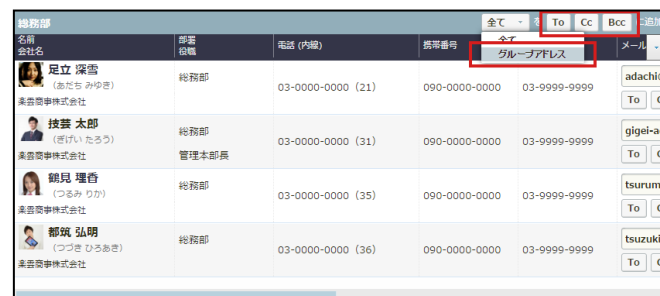 総務部 全て を To Cc Bcc に追加
全て
グループアドレス
名前 部署 電話 (内線) 携帯番号 メール
会社名 役職
足立 深雪 総務部 03-0000-0000 (21) 090-0000-0000 03-9999-9999 adachi
(あだち みゆき) To
楽雲商事株式会社
技芸 太郎 総務部 03-0000-0000 (31) 090-0000-0000 03-9999-9999 gigei-a
(ぎげい たろう) 管理本部長 To
楽雲商事株式会社
鶴見 理香 総務部 03-0000-0000 (35) 090-0000-0000 03-9999-9999 tsurum
(つるみ りか) To
楽雲商事株式会社
都筑 弘明 総務部 03-0000-0000 (36) 090-0000-0000 03-9999-9999 tsuzuki
(つづき ひろあき) To
楽雲商事株式会社